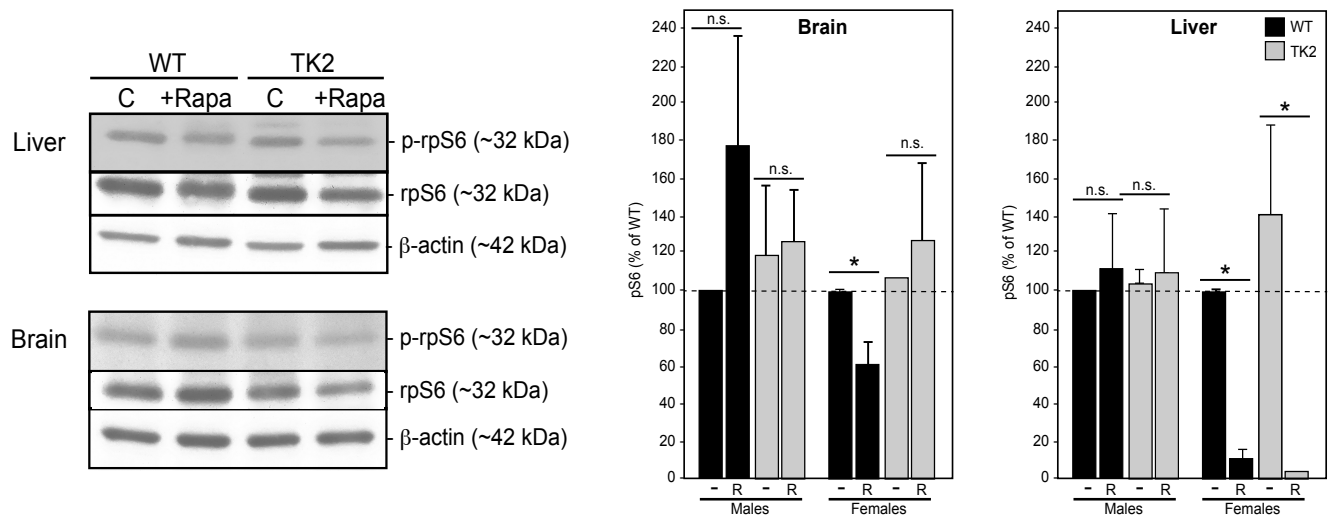 WT TK2
C +Rapa C +Rapa
Liver
p-rpS6 (~32 kDa)
rpS6 (~32 kDa)
β-actin (~42 kDa)
Brain
p-rpS6 (~32 kDa)
rpS6 (~32 kDa)
β-actin (~42 kDa)
Brain
pS6 (% of WT)
240
220
200
180
160
140
120
100
80
60
40
20
0
n.s.
n.s.
*
n.s.
- R - R - R - R
Males Females
Liver
WT
TK2
pS6 (% of WT)
240
220
200
180
160
140
120
100
80
60
40
20
0
n.s.
n.s.
*
*
- R - R - R - R
Males Females